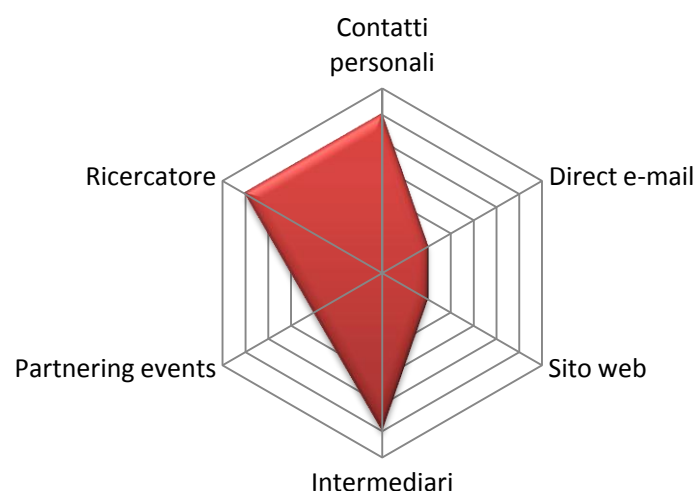 Contatti
personali
Direct e-mail
Sito web
Intermediari
Partnering events
Ricercatore